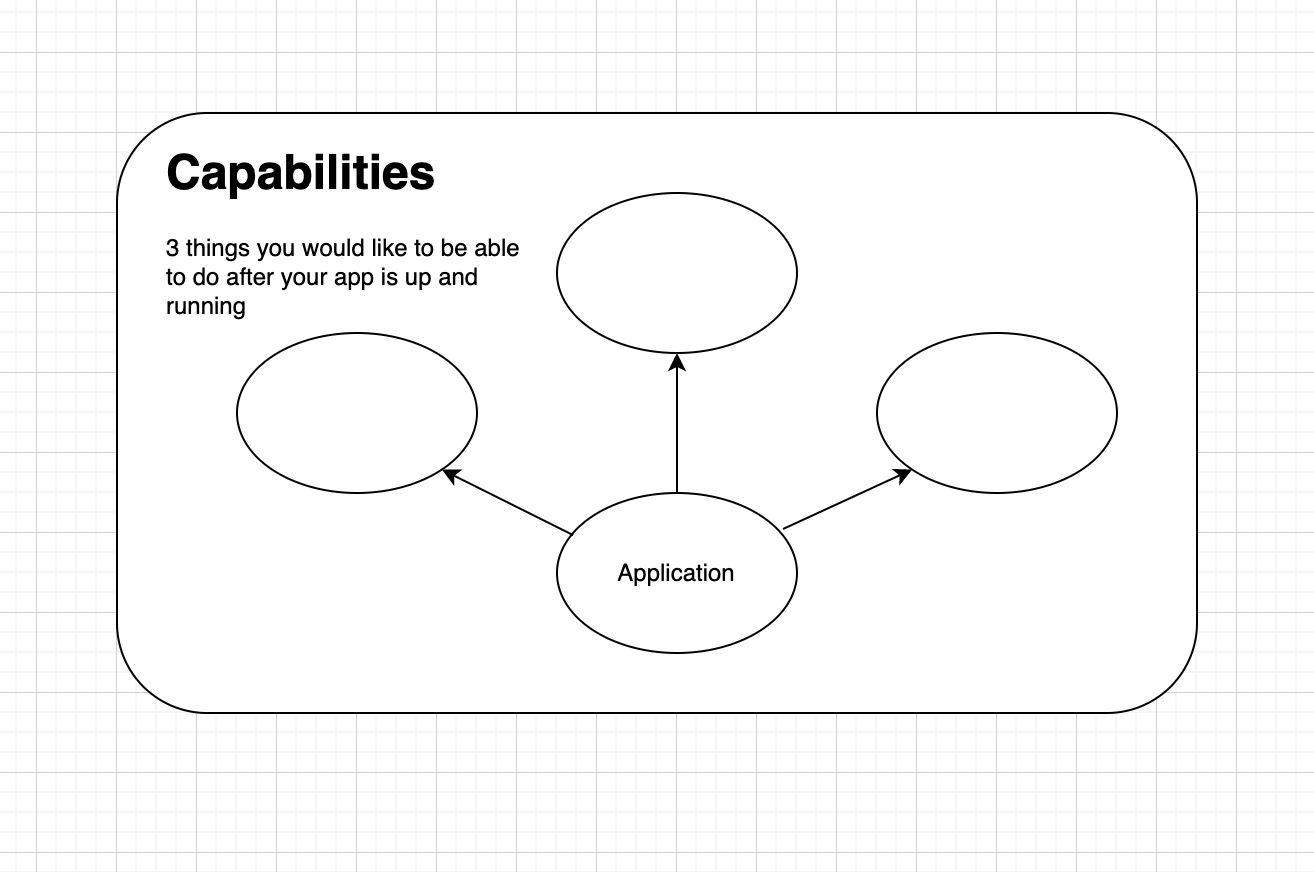 Capabilities
3 things you would like to be able
to do after your app is up and
running
Application